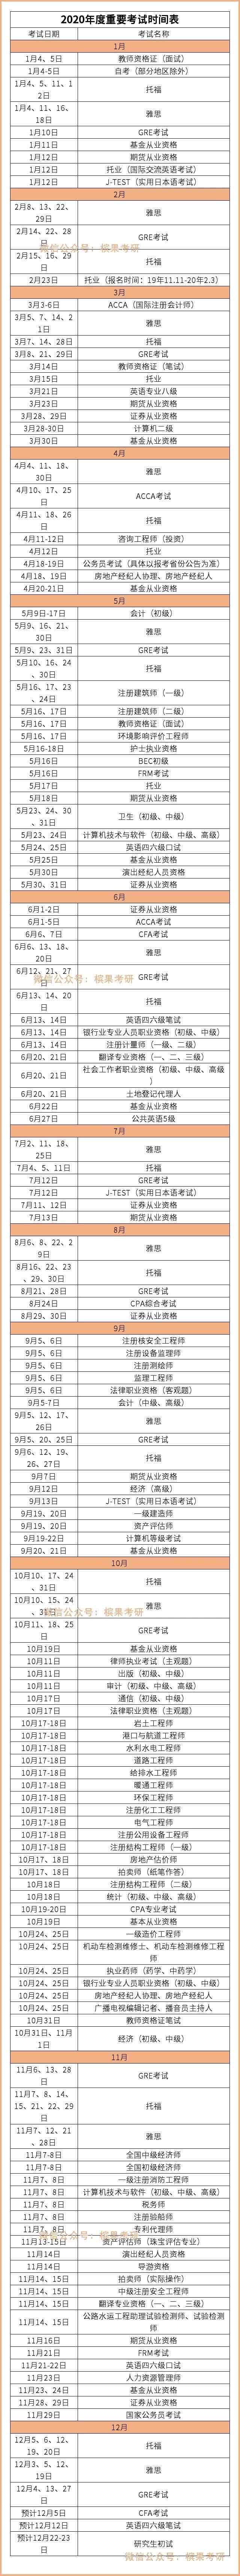 2020年度重要考试时间表
考试日期 考试名称
1月
1月4、5日 教师资格证（面试）
1月4-5日 自考（部分地区除外）
1月4、5、11、1
2日 托福
1月4、11、16、
18日 雅思
1月10日 GRE考试
1月11日 基金从业资格
1月12日 期货从业资格
1月12日 托业（国际交流英语考试）
1月12日 J-TEST（实用日本语考试）
2月
2月8、13、22、
29日 雅思
2月14、22、28
日 GRE考试
微信公众号：槟果考研
2月15、16、29
日 托福
2月23日 托业（报名时间：19年11.11-20年2.3）
3月
3月3-6日 ACCA（国际注册会计师）
3月5、7、14、2
1日 雅思
3月7、14、28日 托福
3月8、21、29日 GRE考试
3月14日 教师资格证（笔试）
3月15日 托业
3月21日 英语专业八级
3月23日 期货从业资格
3月28、29日 证券从业资格
3月28-30日 计算机二级
3月30日 基金从业资格
4月
4月4、11、18、
30日 雅思
4月10、17、25
日 ACCA考试
4月11、18、26
日 托福
4月11-12日 咨询工程师（投资）
4月12日 托业
4月18-19日 公务员考试（具体以报考省份公告为准）
4月18、19日 房地产经纪人协理、房地产经纪人
4月20-21日 基金从业资格
5月
5月9日-17日 会计（初级）
5月9、16、21、
30日 雅思
5月9、23、31日 GRE考试
5月10、16、24
、30日 托福
5月16、17、23
、24日 注册建筑师（一级）
5月16、17日 注册建筑师（二级）
5月16、17日 教师资格证（面试）
5月16、17日 环境影响评价工程师
5月16-18日 护士执业资格
5月16日 BEC初级
5月16日 FRM考试
5月17日 托业
5月18日 期货从业资格
5月23、24、30
、31日 卫生（初级、中级）
5月23、24日 计算机技术与软件（初级、中级、高级）
5月24、25日 英语四六级口试
5月25日 基金从业资格
5月30日 演出经纪人员资格
5月30、31日 证券从业资格
6月
6月1-2日 证券从业资格
6月1-5日 ACCA考试
6月6、7日 CFA考试
6月6、13、18、
20日 雅思
6月12、21、27
日 GRE考试
微信公众号：槟果考研
6月13、14、20
日 托福
6月13、14日 英语四六级笔试
6月13、14日 银行业专业人员职业资格（初级、中级）
6月13、14日 注册计量师（一级、二级）
6月20、21日 翻译专业资格（一、二、三级）
6月20、21日 社会工作者职业资格（初级、中级、高级
）
6月20、21日 土地登记代理人
6月22日 基金从业资格
6月27日 公共英语5级
7月
7月2、11、18、
25日 雅思
7月4、5、11日 托福
7月12日 GRE考试
7月12日 J-TEST（实用日本语考试）
7月11、12日 证券从业资格
7月13日 期货从业资格
8月
8月6、8、22、2
9日 雅思
8月16、22、23
、29、30日 托福
8月21、28日 GRE考试
8月24日 CPA综合考试
8月29、30日 证券从业资格
9月
9月5、6日 注册核安全工程师
9月5、6日 注册设备监理师
9月5、6日 注册测绘师
9月5、6日 监理工程师
9月5、6日 法律职业资格（客观题）
9月5-7日 会计（中级、高级）
9月5、12、17、
26日 雅思
9月5、20、25日 GRE考试
9月6、12、19、
26、27日 托福
9月7日 期货从业资格
9月12日 经济（高级）
9月13日 J-TEST（实用日本语考试）
9月19、20日 一级建造师
9月19、20日 资产评估师
9月19-22日 计算机等级考试
9月20、21日 基金从业资格
10月
10月10、17、24
、31日 托福
10月10、15、24
、31日 雅思
微信公众号：槟果考研
10月11、18、25
日 GRE考试
10月19日 基金从业资格
10月11日 律师执业考试（主观题）
10月11日 出版（初级、中级）
10月11日 审计（初级、中级、高级）
10月17日 通信（初级、中级）
10月17日 法律职业资格（主观题）
10月17-18日 岩土工程师
10月17-18日 港口与航道工程师
10月17-18日 水利水电工程师
10月17-18日 道路工程师
10月17-18日 给排水工程师
10月17-18日 暖通工程师
10月17-18日 环保工程师
10月17-18日 注册化工工程师
10月17-18日 电气工程师
10月17-18日 注册公用设备工程师
10月17-18日 注册结构工程师（一级）
10月17、18日 房地产估价师
10月17、18日 拍卖师（纸笔作答）
10月18日 注册结构工程师（二级）
10月18日 统计（初级、中级、高级）
10月19-20日 CPA专业考试
10月19日 基本从业资格
10月24、25日 一级造价工程师
10月24、25日 机动车检测维修士、机动车检测维修工程
师
10月24、25日 执业药师（药学、中药学）
10月24、25日 银行业专业人员职业资格（初级、中级）
10月24、25日 房地产经纪人协理、房地产经纪人
10月24、25日 广播电视编辑记者、播音员主持人
10月31日 教师资格证笔试
10月31日、11月
1日 经济（初级、中级）
11月
11月6、13、28
日 GRE考试
11月7、8、14、
15、21、22、29
日 托福
11月7、12、21
、28日 雅思
11月7-8日 全国中级经济师
11月7-8日 全国初级经济师
11月7、8日 一级注册消防工程师
11月7、8日 计算机技术与软件（初级、中级、高级）
11月7、8日 税务师
11月7、8日 注册验船师
11月7、8日 专利代理师
微信公众号：槟果考研
11月13-15日 资产评估师（珠宝评估专业）
11月14日 演出经纪人员资格
11月14日 导游资格
11月14、15日 拍卖师（实际操作）
11月14、15日 中级注册安全工程师
11月14、15日 翻译专业资格（一、二、三级）
11月14、15日 公路水运工程助理试验检测师、试验检测
师
11月16日 期货从业资格
11月21日 FRM考试
11月21-22日 英语四六级口试
11月23日 人力资源管理师
11月23、24日 基金从业资格
11月28、29日 证券从业资格
11月29日 国家公务员考试
12月
12月5、6、12、
19、20日 托福
12月3、5、12、
19日 雅思
12月4、13、27
日 GRE考试
预计12月5日 CFA考试
预计12月12日 英语四六级笔试
预计12月22-23
日 研究生初试
微信公众号：槟果考研